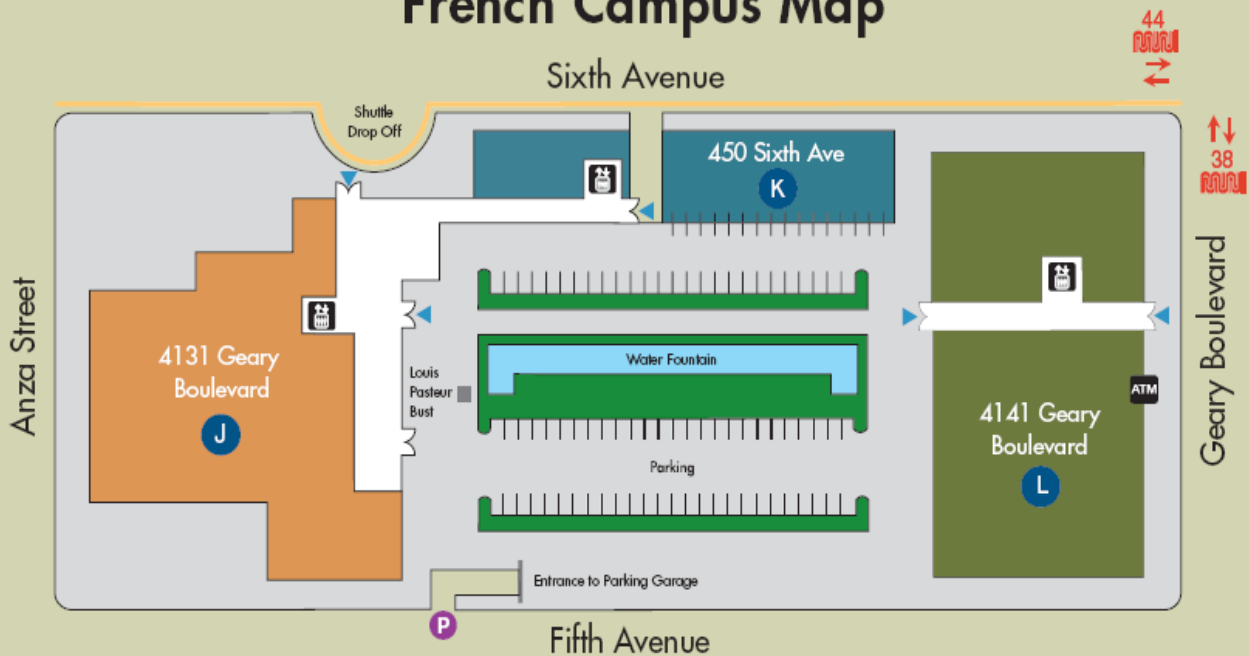 French Campus Map
44
Sixth Avenue
Shuttle
Drop Off
38
450 Sixth Ave
K
Anza Street
Geary Boulevard
4131 Geary
Boulevard
J
Louis
Pasteur
Bust
Water Fountain
ATM
4141 Geary
Boulevard
L
Parking
Entrance to Parking Garage
P
Fifth Avenue